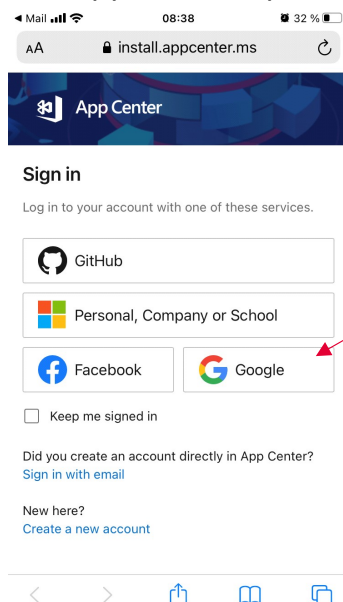 Mail 08:38 32 %
AA install.appcenter.ms
App Center
Sign in
Log in to your account with one of these services.
GitHub
Personal, Company or School
Facebook Google
Keep me signed in
Did you create an account directly in App Center?
Sign in with email
New here?
Create a new account